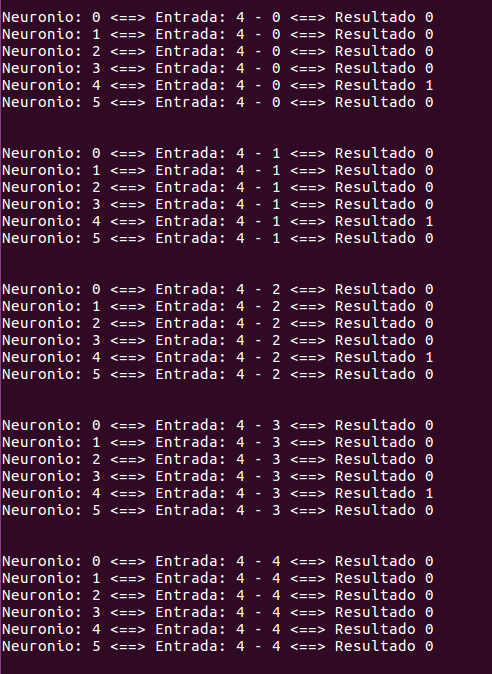 Neuronio: 0 <==> Entrada: 4 - 0 <==> Resultado 0
Neuronio: 1 <==> Entrada: 4 - 0 <==> Resultado 0
Neuronio: 2 <==> Entrada: 4 - 0 <==> Resultado 0
Neuronio: 3 <==> Entrada: 4 - 0 <==> Resultado 0
Neuronio: 4 <==> Entrada: 4 - 0 <==> Resultado 1
Neuronio: 5 <==> Entrada: 4 - 0 <==> Resultado 0
Neuronio: 0 <==> Entrada: 4 - 1 <==> Resultado 0
Neuronio: 1 <==> Entrada: 4 - 1 <==> Resultado 0
Neuronio: 2 <==> Entrada: 4 - 1 <==> Resultado 0
Neuronio: 3 <==> Entrada: 4 - 1 <==> Resultado 0
Neuronio: 4 <==> Entrada: 4 - 1 <==> Resultado 1
Neuronio: 5 <==> Entrada: 4 - 1 <==> Resultado 0
Neuronio: 0 <==> Entrada: 4 - 2 <==> Resultado 0
Neuronio: 1 <==> Entrada: 4 - 2 <==> Resultado 0
Neuronio: 2 <==> Entrada: 4 - 2 <==> Resultado 0
Neuronio: 3 <==> Entrada: 4 - 2 <==> Resultado 0
Neuronio: 4 <==> Entrada: 4 - 2 <==> Resultado 1
Neuronio: 5 <==> Entrada: 4 - 2 <==> Resultado 0
Neuronio: 0 <==> Entrada: 4 - 3 <==> Resultado 0
Neuronio: 1 <==> Entrada: 4 - 3 <==> Resultado 0
Neuronio: 2 <==> Entrada: 4 - 3 <==> Resultado 0
Neuronio: 3 <==> Entrada: 4 - 3 <==> Resultado 0
Neuronio: 4 <==> Entrada: 4 - 3 <==> Resultado 1
Neuronio: 5 <==> Entrada: 4 - 3 <==> Resultado 0
Neuronio: 0 <==> Entrada: 4 - 4 <==> Resultado 0
Neuronio: 1 <==> Entrada: 4 - 4 <==> Resultado 0
Neuronio: 2 <==> Entrada: 4 - 4 <==> Resultado 0
Neuronio: 3 <==> Entrada: 4 - 4 <==> Resultado 0
Neuronio: 4 <==> Entrada: 4 - 4 <==> Resultado 0
Neuronio: 5 <==> Entrada: 4 - 4 <==> Resultado 0